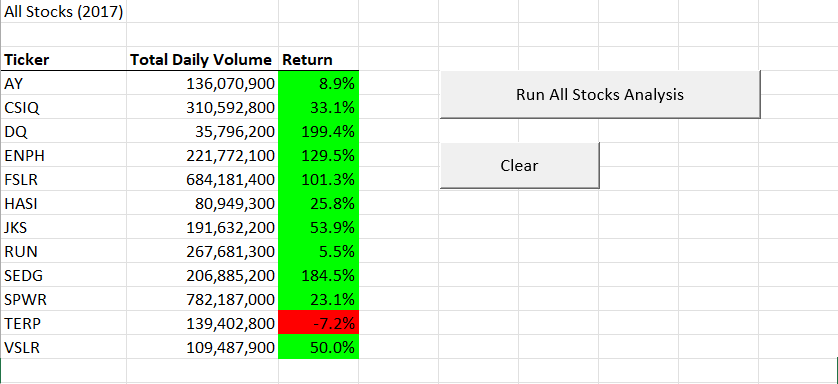 All Stocks (2017)
Ticker Total Daily Volume Return
AY 136,070,900 8.9%
Run All Stocks Analysis
CSIQ 310,592,800 33.1%
DQ 35,796,200 199.4%
ENPH 221,772,100 129.5%
Clear
FSLR 684,181,400 101.3%
HASI 80,949,300 25.8%
JKS 191,632,200 53.9%
RUN 267,681,300 5.5%
SEDG 206,885,200 184.5%
SPWR 782,187,000 23.1%
TERP 139,402,800 -7.2%
VSLR 109,487,900 50.0%